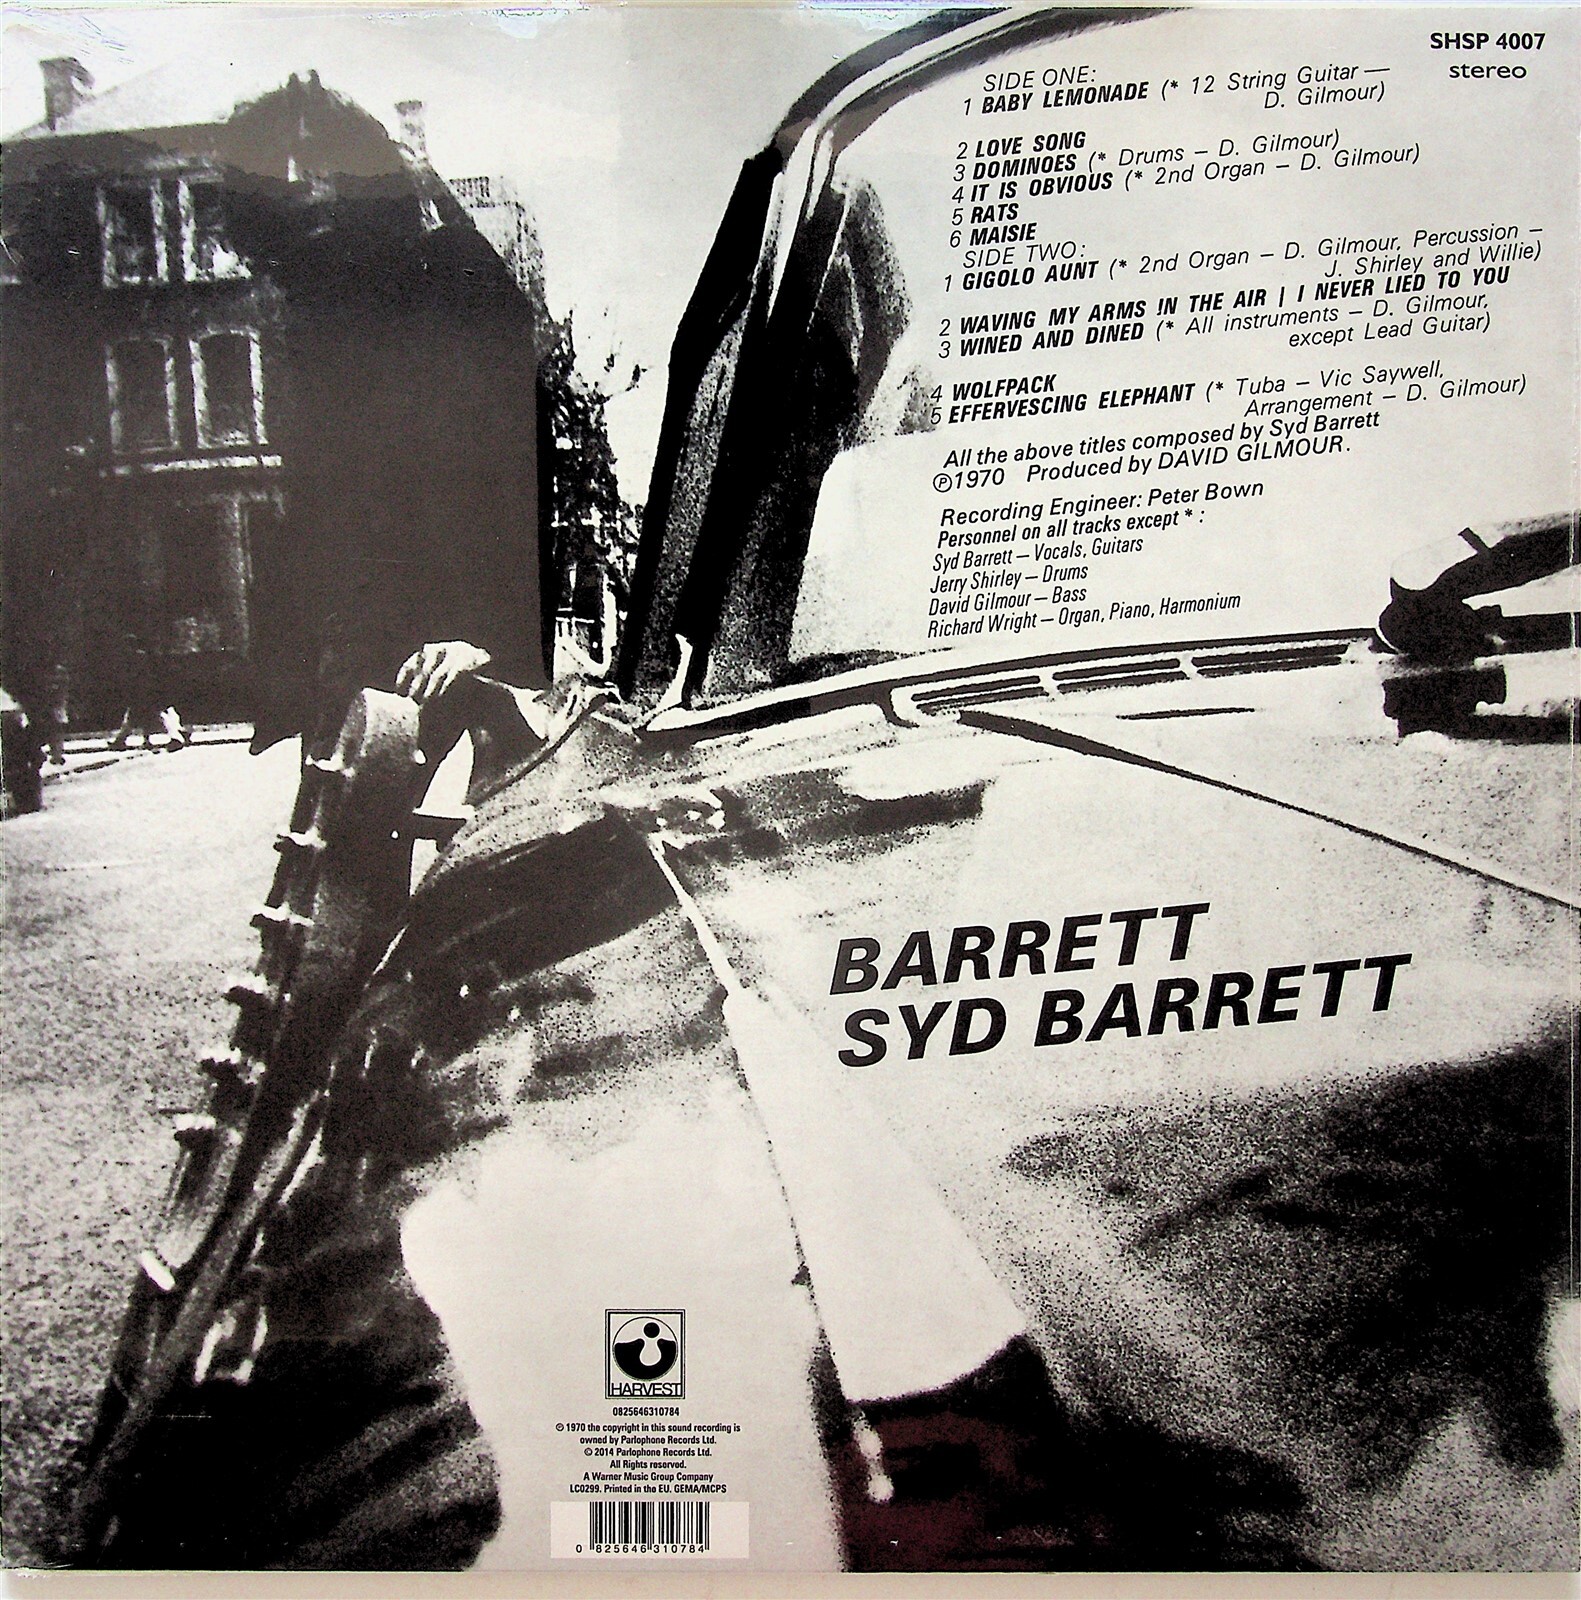 SHSP 4007
stereo
SIDE ONE:
1 BABY LEMONADE (* 12 String Guitar —
D. Gilmour)
2 LOVE SONG
3 DOMINOES (* Drums – D. Gilmour)
4 IT IS OBVIOUS (* 2nd Organ – D. Gilmour)
5 RATS
6 MAISIE
SIDE TWO:
1 GIGOLO AUNT (* 2nd Organ – D. Gilmour, Percussion –
J. Shirley and Willie)
2 WAVING MY ARMS IN THE AIR | I NEVER LIED TO YOU
3 WINED AND DINED (* All instruments – D. Gilmour,
except Lead Guitar)
4 WOLFPACK
5 EFFERVESCING ELEPHANT (* Tuba – Vic Saywell,
Arrangement – D. Gilmour)
All the above titles composed by Syd Barrett
℗1970 Produced by DAVID GILMOUR.
Recording Engineer: Peter Bown
Personnel on all tracks except * :
Syd Barrett – Vocals, Guitars
Jerry Shirley – Drums
David Gilmour – Bass
Richard Wright – Organ, Piano, Harmonium
BARRETT
SYD BARRETT
HARVEST
0825646310784
℗ 1970 the copyright in this sound recording is
owned by Parlophone Records Ltd.
© 2014 Parlophone Records Ltd.
All Rights reserved.
A Warner Music Group Company
LC0299. Printed in the EU. GEMA/MCPS
0 825646 310784